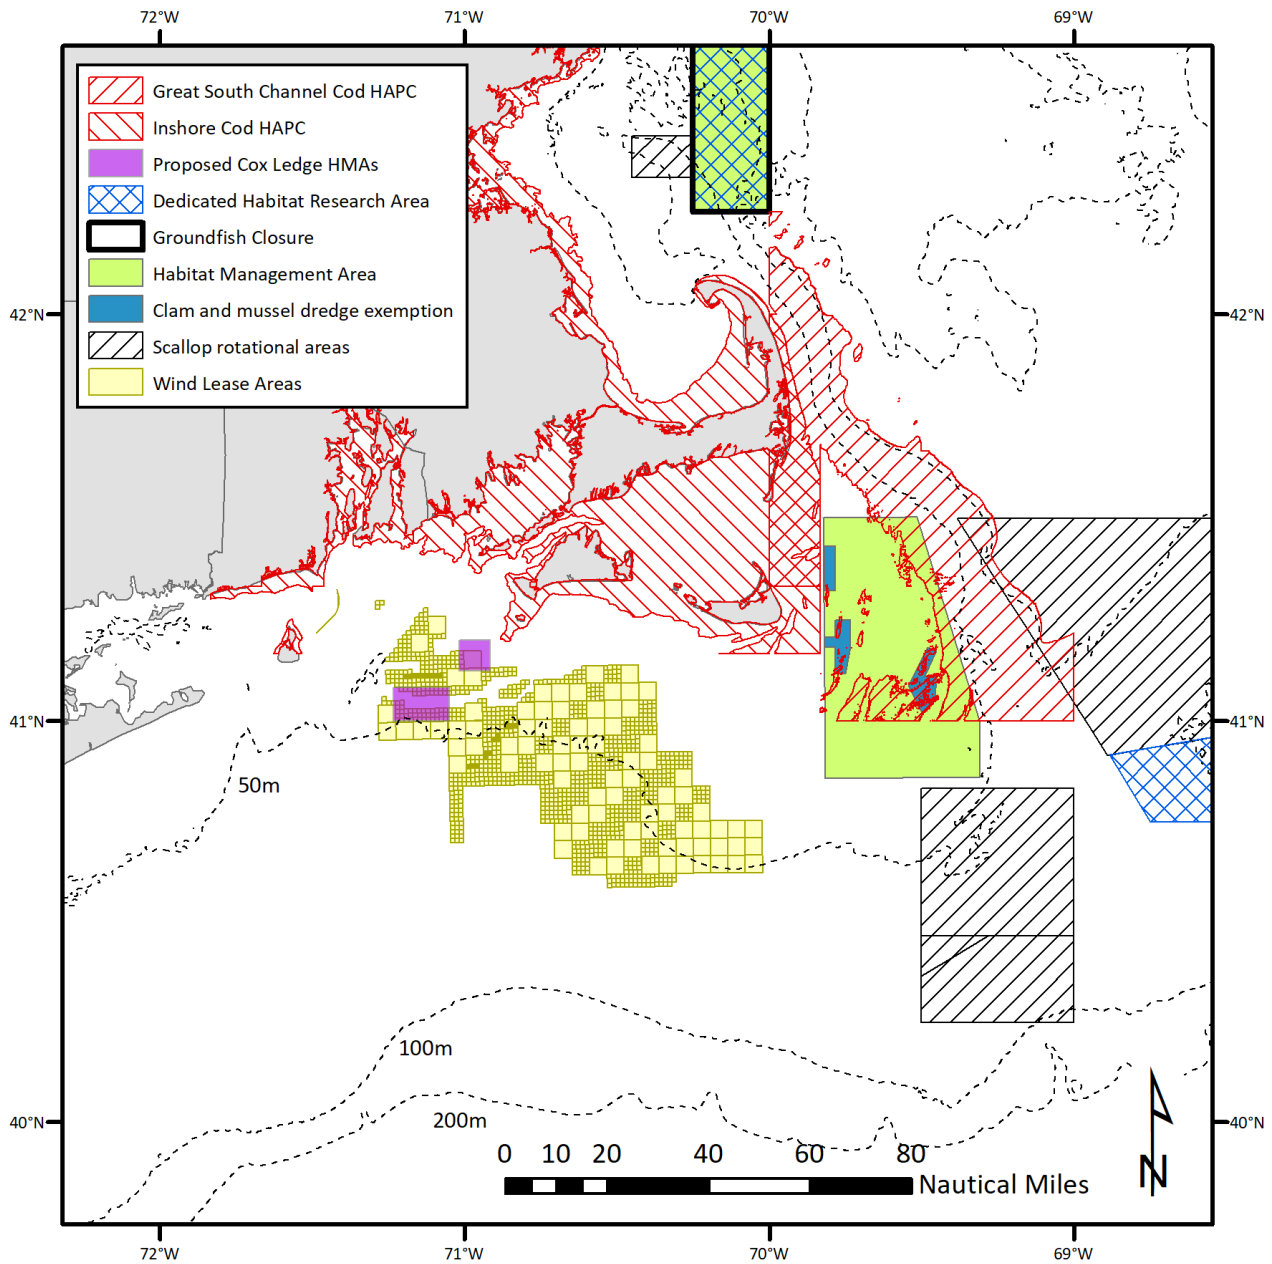 72°W 71°W 70°W 69°W
Great South Channel Cod HAPC
Inshore Cod HAPC
Proposed Cox Ledge HMAs
Dedicated Habitat Research Area
Groundfish Closure
Habitat Management Area
Clam and mussel dredge exemption
42°N 42°N
Scallop rotational areas
Wind Lease Areas
41°N 41°N
50m
100m
200m
40°N 40°N
0 10 20 40 60 80
Nautical Miles
N
72°W 71°W 70°W 69°W